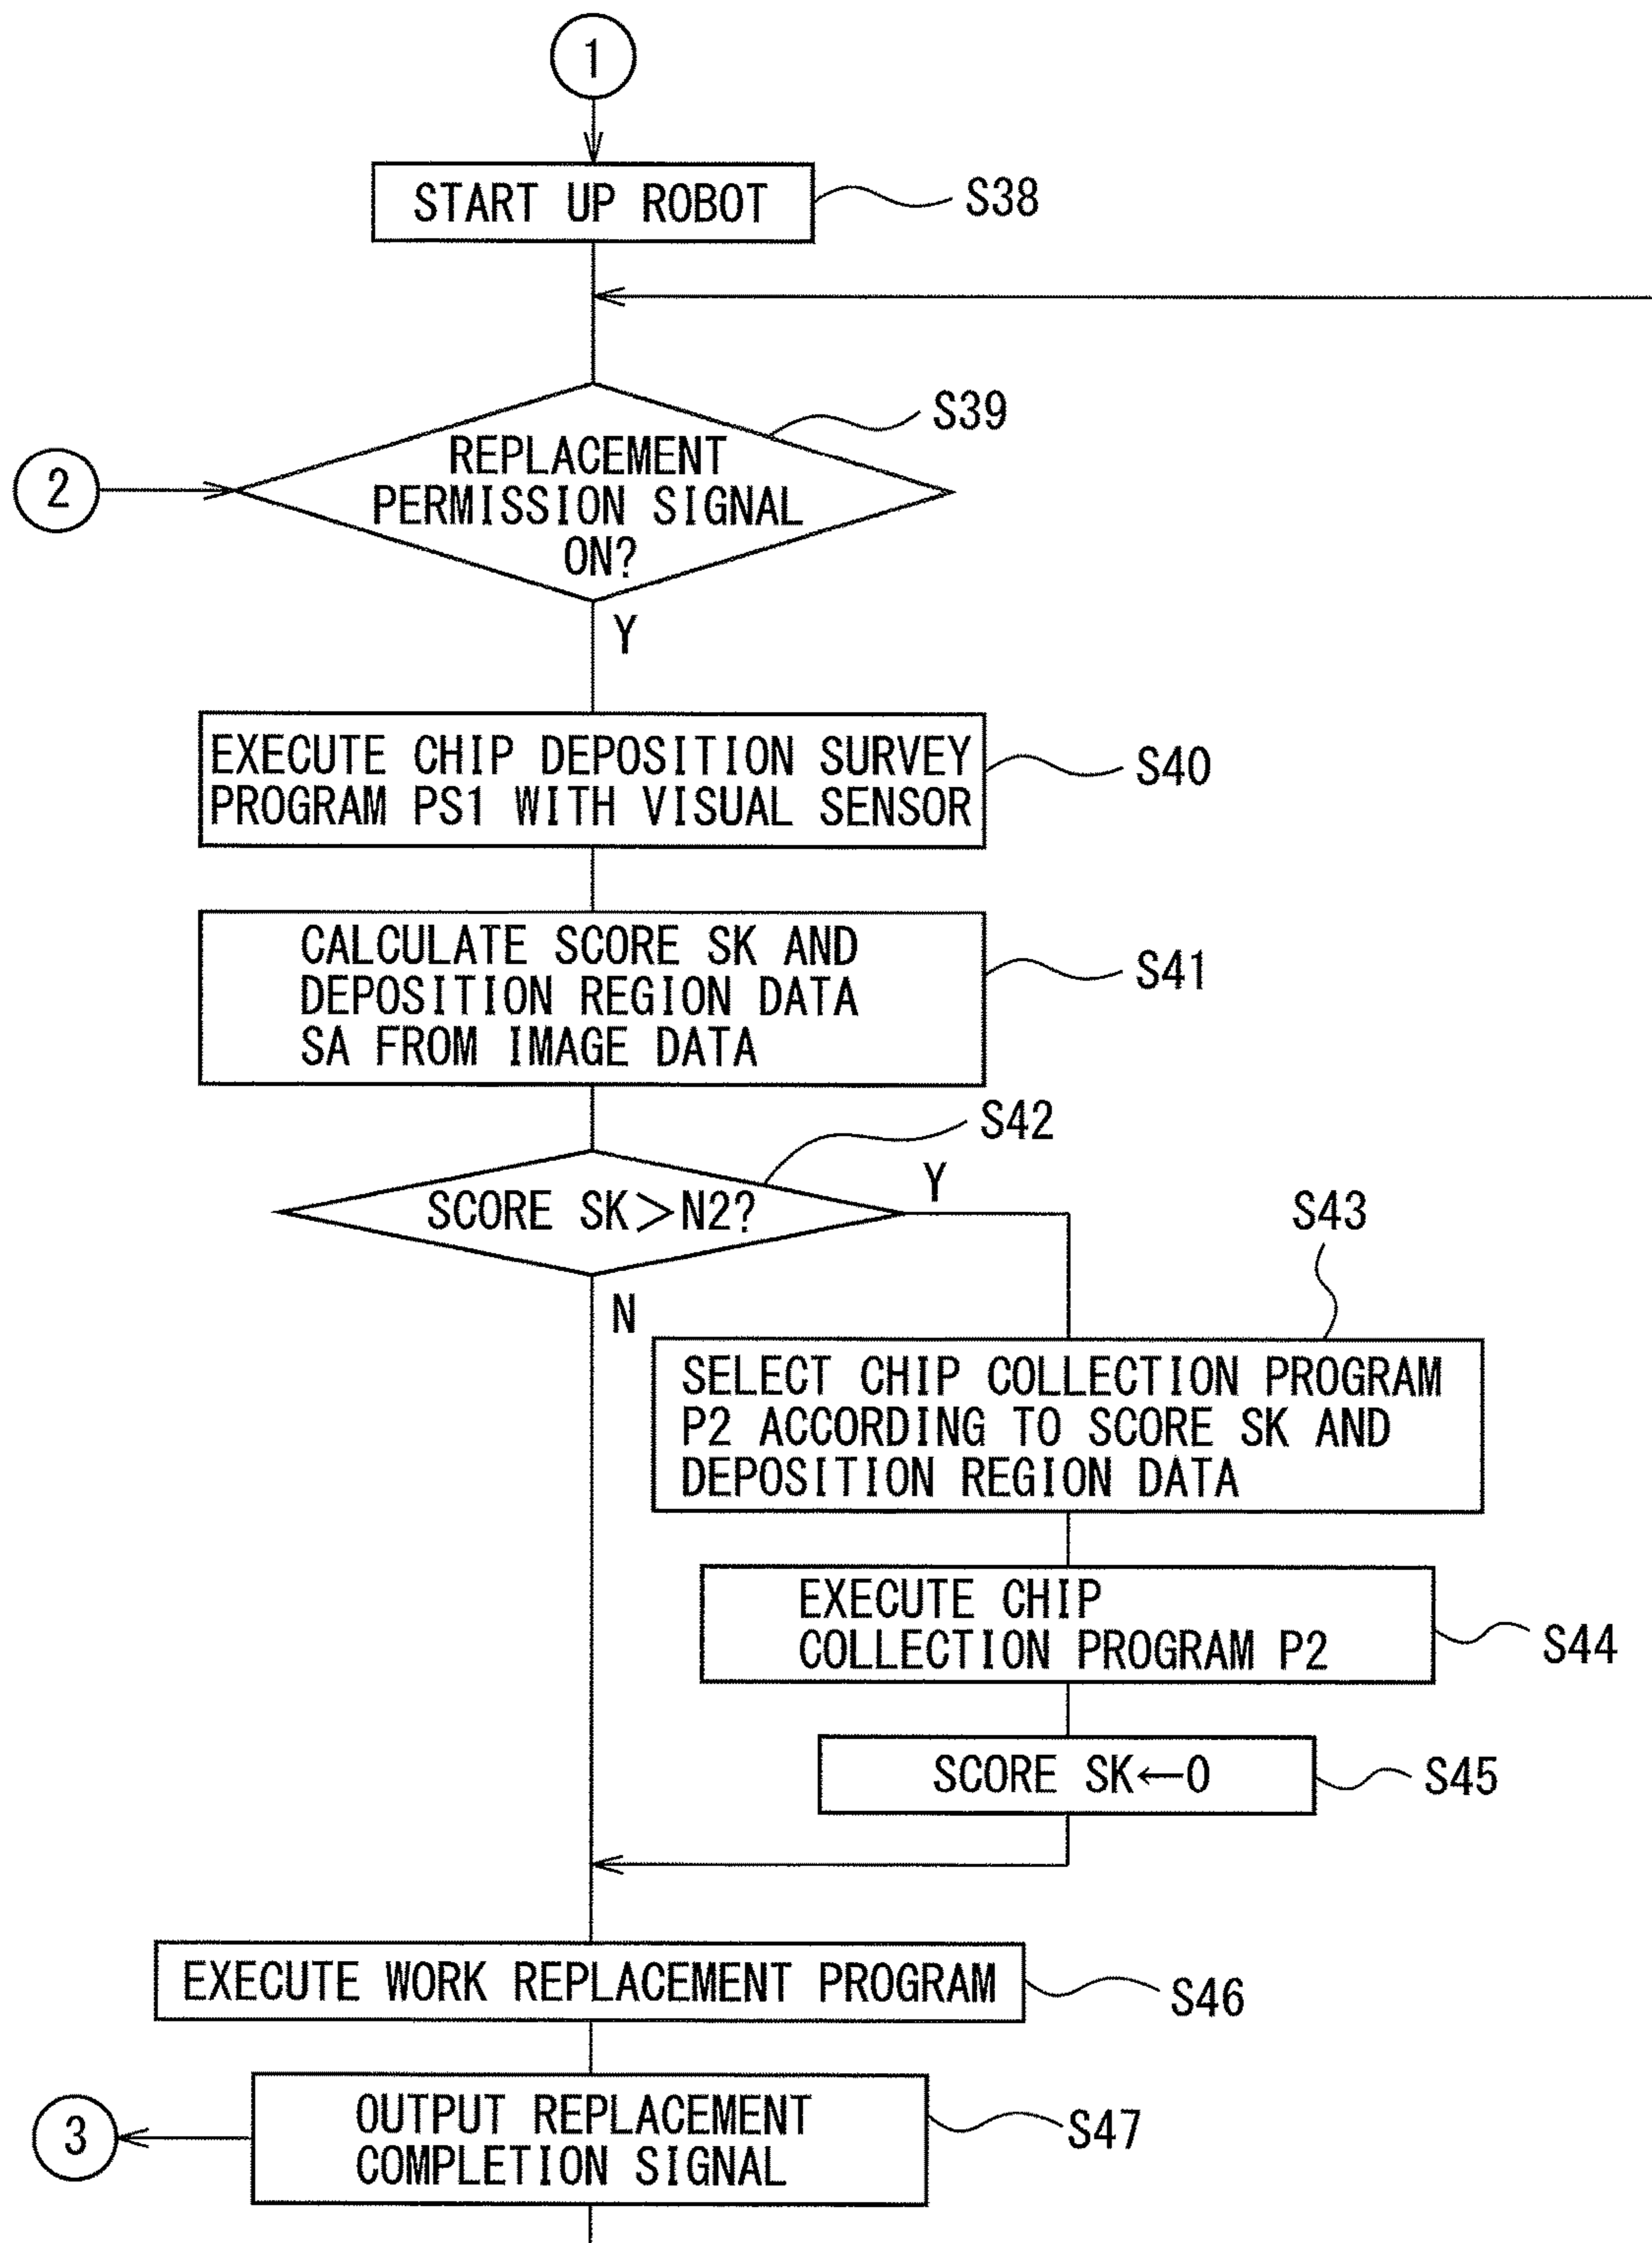 1
START UP ROBOT
S38
S39
REPLACEMENT
PERMISSION SIGNAL
ON?
2
Y
EXECUTE CHIP DEPOSITION SURVEY
PROGRAM PS1 WITH VISUAL SENSOR
S40
CALCULATE SCORE SK AND
DEPOSITION REGION DATA
SA FROM IMAGE DATA
S41
S42
SCORE SK>N2?
Y
N
S43
SELECT CHIP COLLECTION PROGRAM
P2 ACCORDING TO SCORE SK AND
DEPOSITION REGION DATA
EXECUTE CHIP
COLLECTION PROGRAM P2
S44
SCORE SK←0
S45
EXECUTE WORK REPLACEMENT PROGRAM
S46
OUTPUT REPLACEMENT
COMPLETION SIGNAL
S47
3